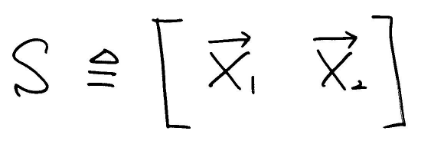 S ≜ [ X⃗₁ X⃗₂ ]